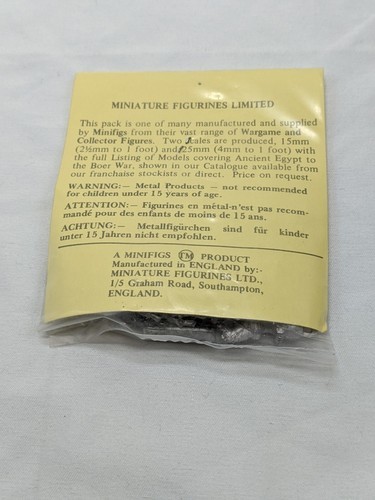 MINIATURE FIGURINES LIMITED
This pack is one of many manufactured and supplied
by Minifigs from their vast range of Wargame and
Collector Figures. Two scales are produced, 15mm
(2½mm to 1 foot) and 25mm (4mm to 1 foot) with
the full Listing of Models covering Ancient Egypt to
the Boer War, shown in our Catalogue available from
our franchise stockists or direct. Price on request.
WARNING:— Metal Products — not recommended
for children under 15 years of age.
ATTENTION:— Figurines en métal-n'est pas recom-
mandé pour des enfants de moins de 15 ans.
ACHTUNG:— Metallfigürchen sind für kinder
unter 15 Jahren nicht empfohlen.
A MINIFIGS TM PRODUCT
Manufactured in ENGLAND by:-
MINIATURE FIGURINES LTD.,
1/5 Graham Road, Southampton,
ENGLAND.